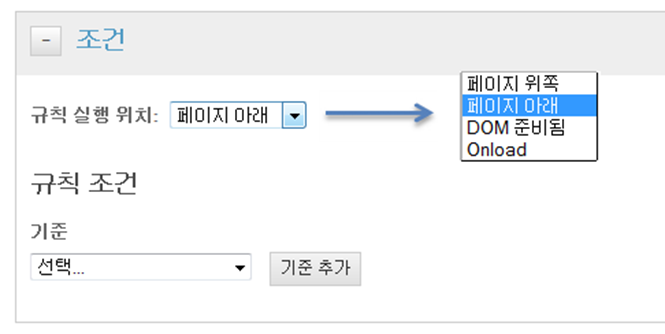 - 조건
규칙 실행 위치: 페이지 아래
페이지 위쪽
페이지 아래
DOM 준비됨
Onload
규칙 조건
기준
선택... 기준 추가